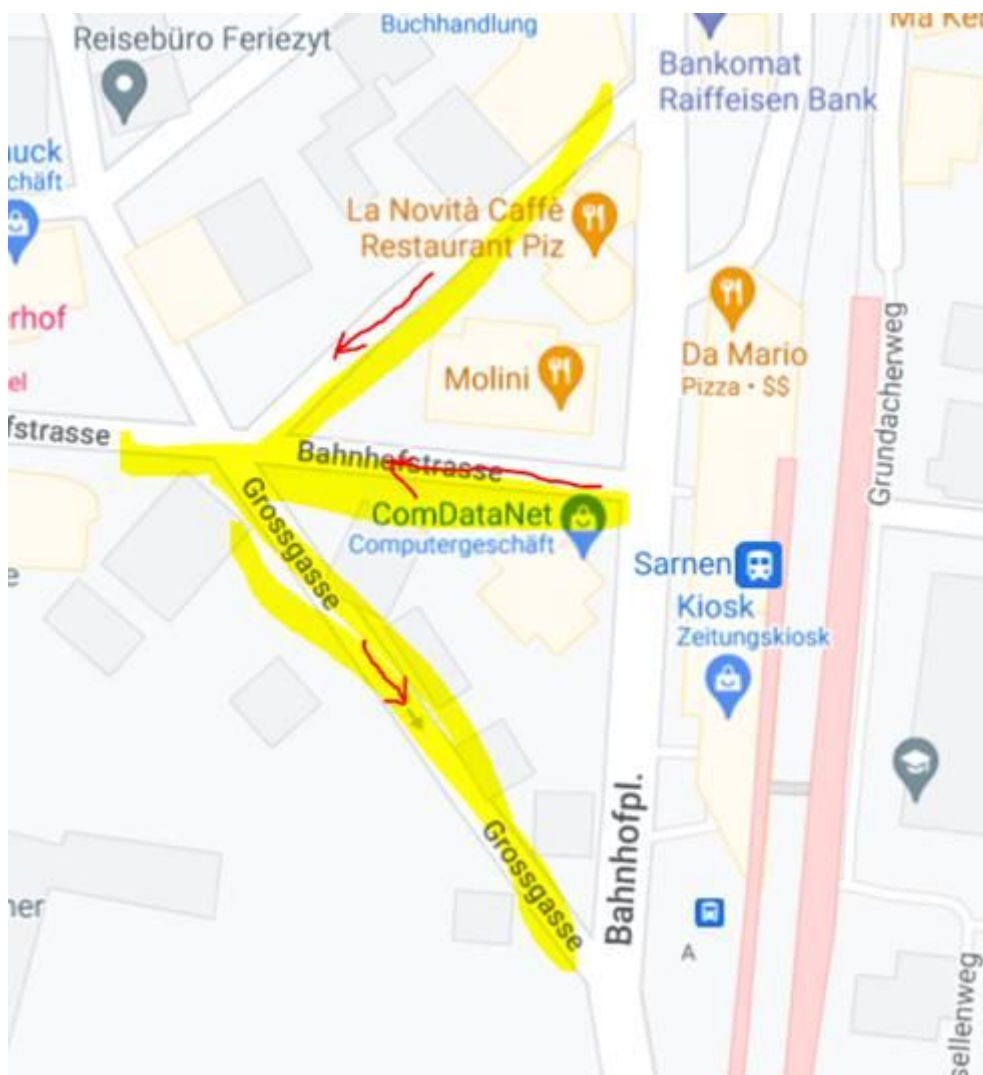 Buchhandlung
Reisebüro Feriezyt
Bankomat
Raiffeisen Bank
uck
chäft
La Novità Caffè
Restaurant Piz
rhof
el
Da Mario
Pizza • $$
Molini
fstrasse
Bahnhofstrasse
Grundacherweg
ComDataNet
Computergeschäft
Grossgasse
Sarnen
Kiosk
Zeitungskiosk
Bahnhofpl.
Grossgasse
A
sellenweg